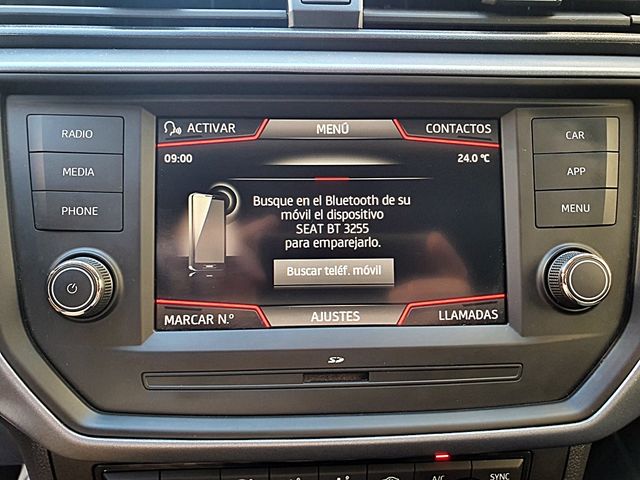 RADIO
MEDIA
PHONE
ACTIVAR
MENÚ
CONTACTOS
09:00
24.0 ºC
Busque en el Bluetooth de su
móvil el dispositivo
SEAT BT 3255
para emparejarlo.
Buscar teléf. móvil
MARCAR N.º
AJUSTES
LLAMADAS
CAR
APP
MENU
SD
A/C
SYNC